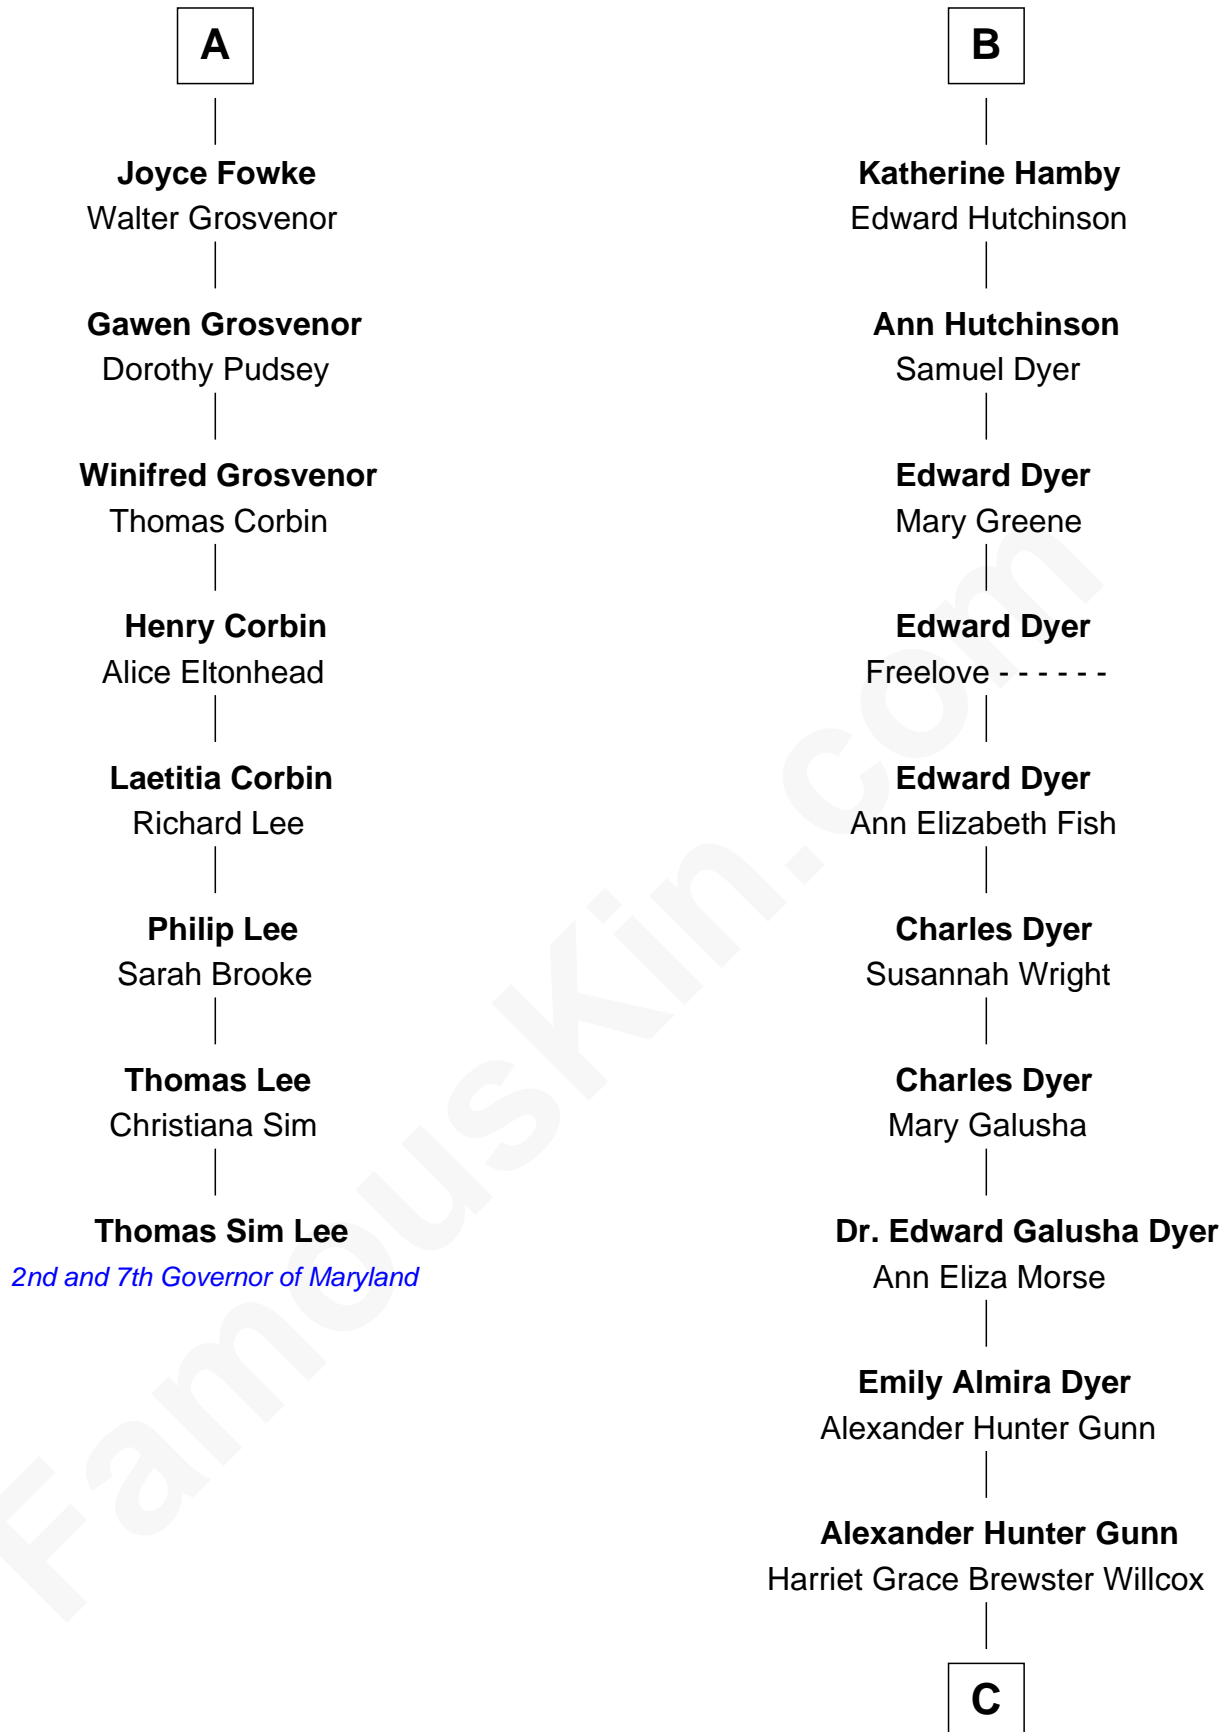 A
Joyce Fowke
Walter Grosvenor
Gawen Grosvenor
Dorothy Pudsey
Winifred Grosvenor
Thomas Corbin
Henry Corbin
Alice Eltonhead
Laetitia Corbin
Richard Lee
Philip Lee
Sarah Brooke
Thomas Lee
Christiana Sim
Thomas Sim Lee
2nd and 7th Governor of Maryland
B
Katherine Hamby
Edward Hutchinson
Ann Hutchinson
Samuel Dyer
Edward Dyer
Mary Greene
Edward Dyer
Freelove - - - - - -
Edward Dyer
Ann Elizabeth Fish
Charles Dyer
Susannah Wright
Charles Dyer
Mary Galusha
Dr. Edward Galusha Dyer
Ann Eliza Morse
Emily Almira Dyer
Alexander Hunter Gunn
Alexander Hunter Gunn
Harriet Grace Brewster Willcox
C
FamousKin.com